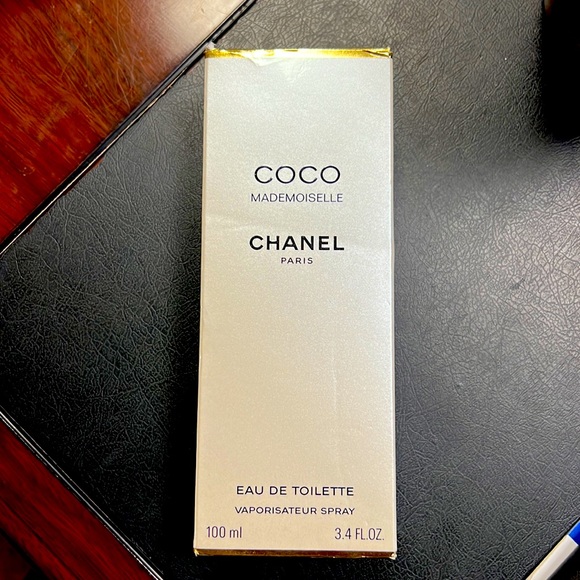 COCO
MADEMOISELLE
CHANEL
PARIS
EAU DE TOILETTE
VAPORISATEUR SPRAY
100 ml 3.4 FL.OZ.